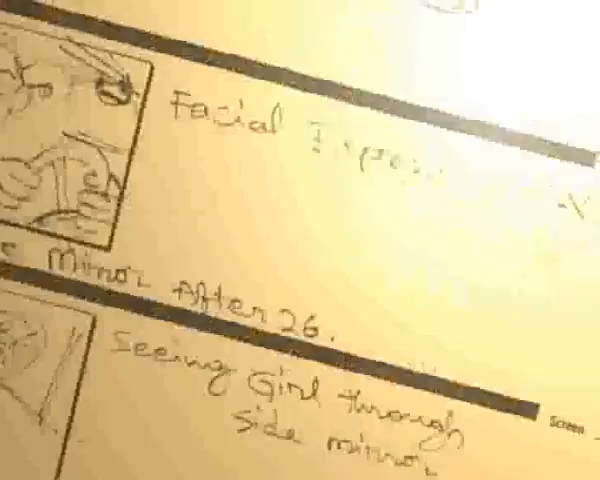 Facial
Mirror After 26.
Seeing Girl through
side mirror
Screen